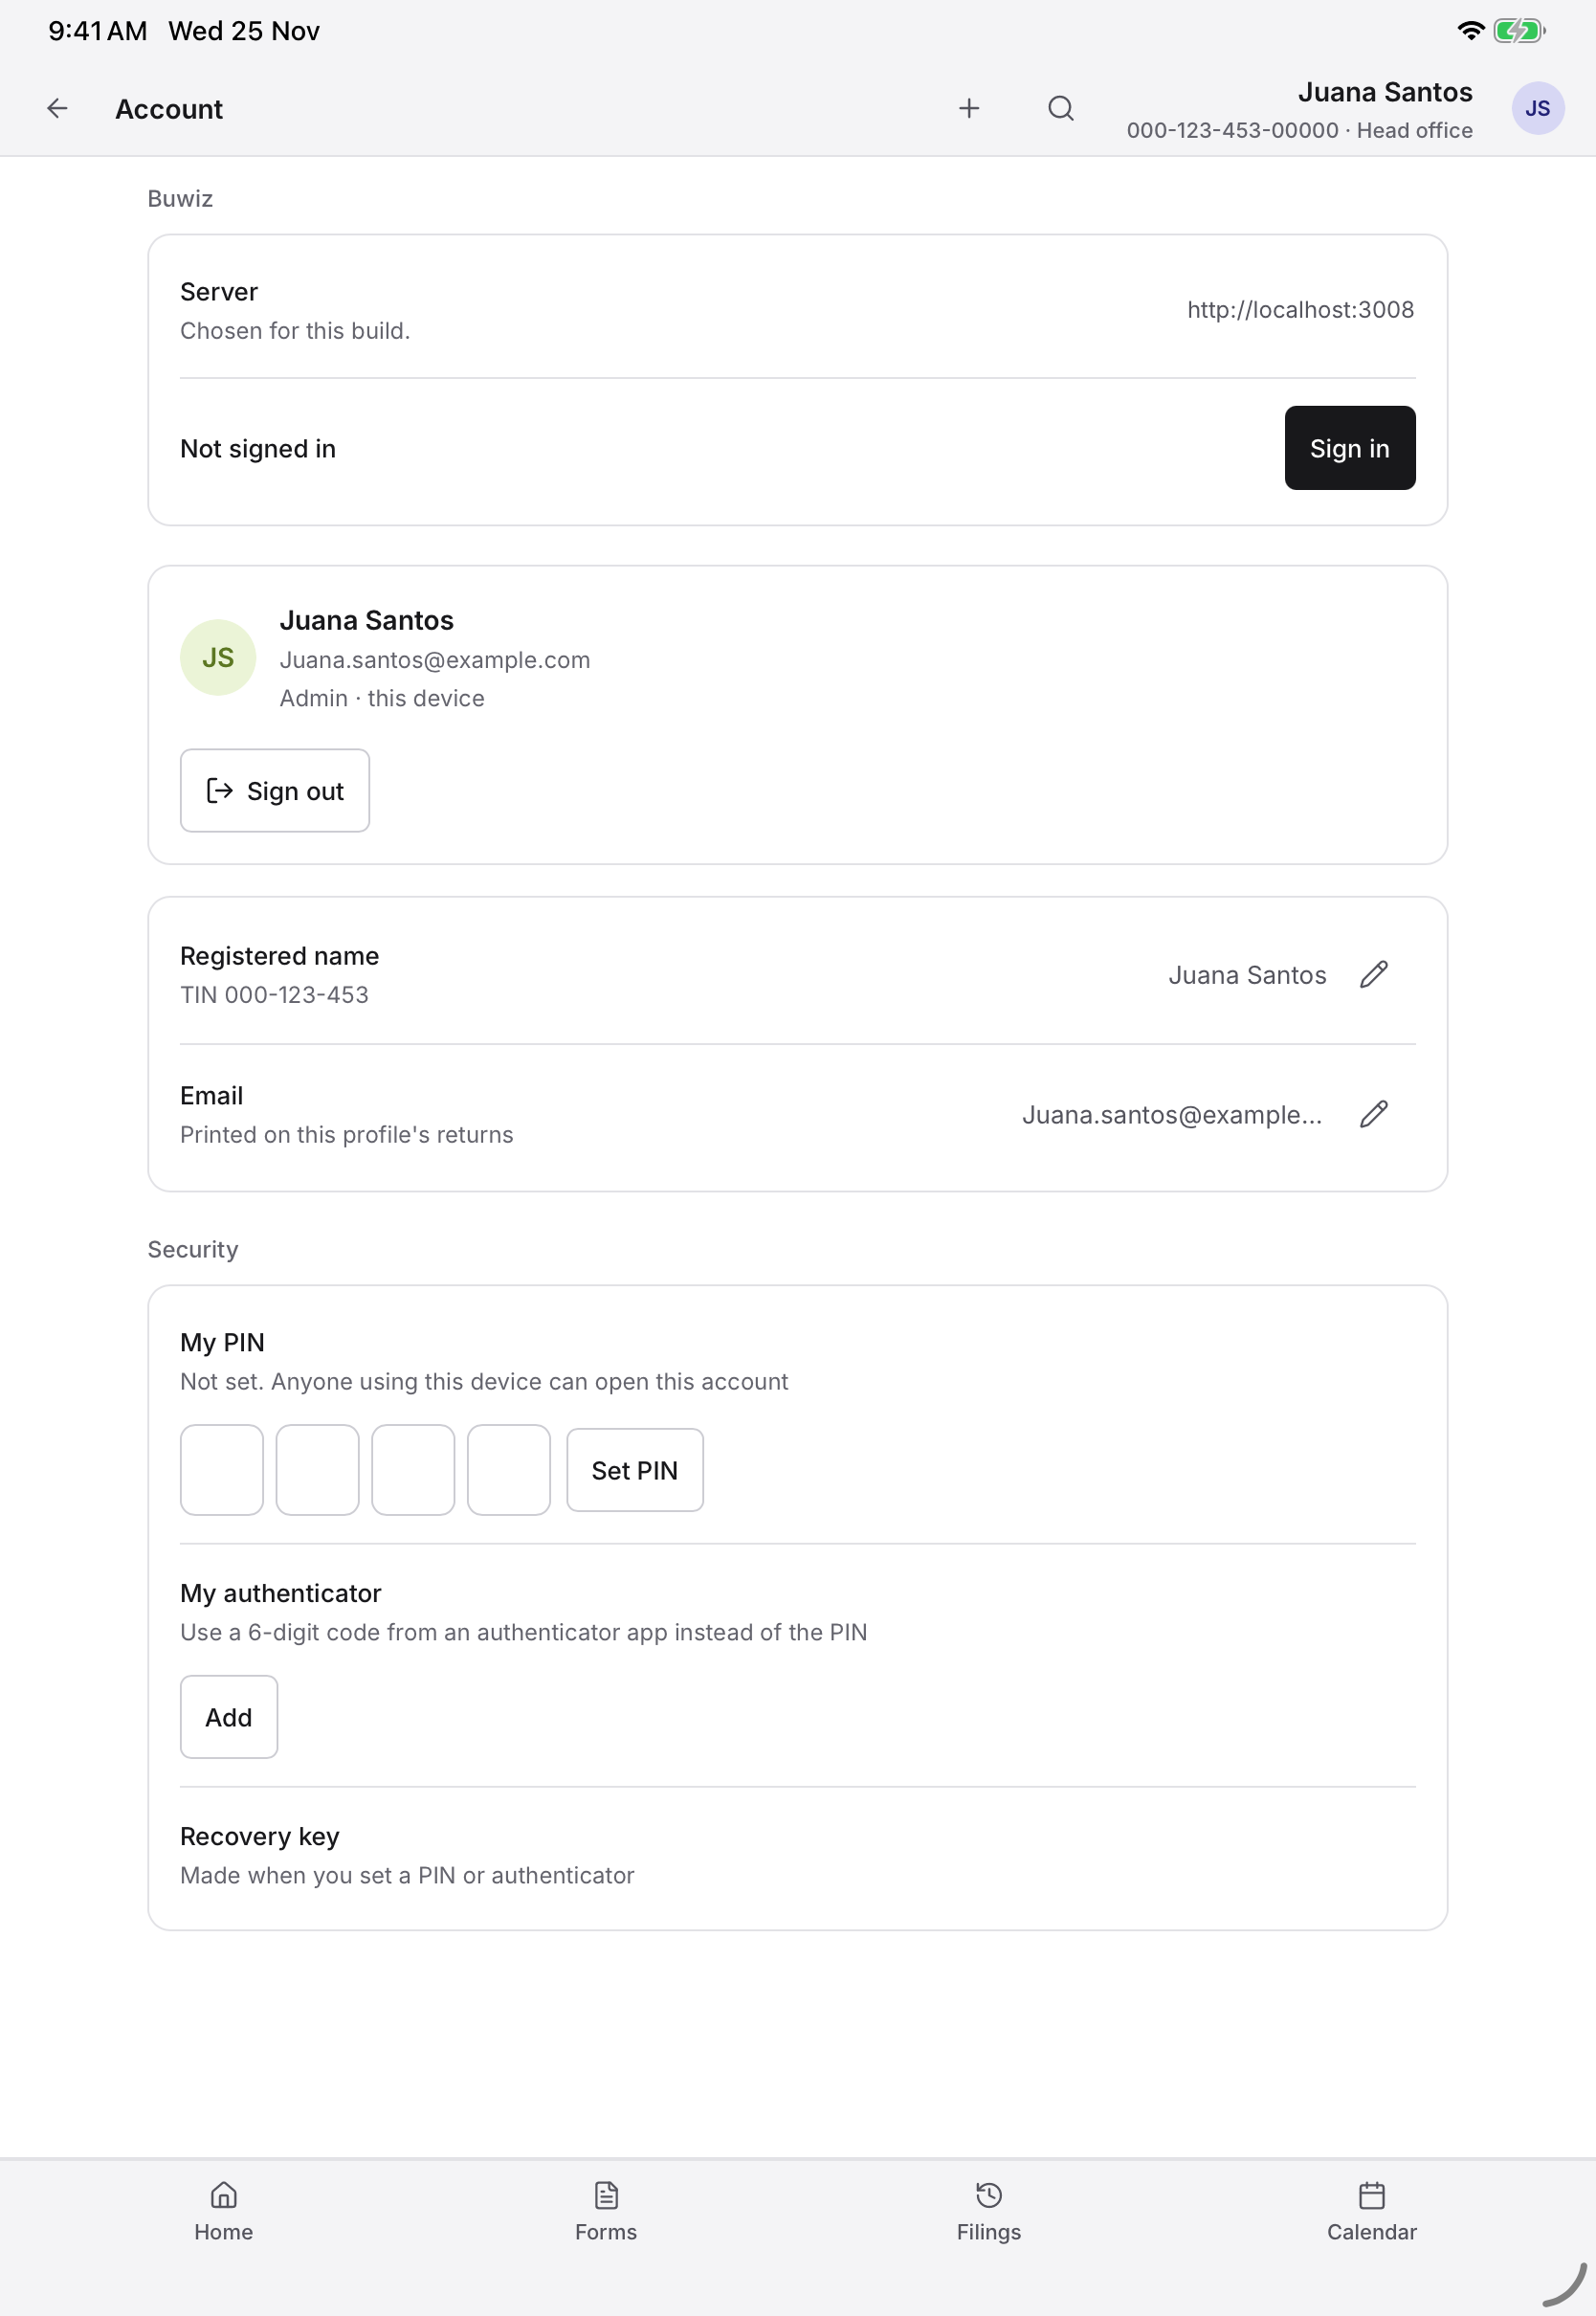 9:41 AM Wed 25 Nov
Account
Juana Santos
000-123-453-00000 · Head office
JS
Buwiz
Server
Chosen for this build.
http://localhost:3008
Not signed in
Sign in
JS
Juana Santos
Juana.santos@example.com
Admin · this device
Sign out
Registered name
TIN 000-123-453
Juana Santos
Email
Printed on this profile's returns
Juana.santos@example...
Security
My PIN
Not set. Anyone using this device can open this account
Set PIN
My authenticator
Use a 6-digit code from an authenticator app instead of the PIN
Add
Recovery key
Made when you set a PIN or authenticator
Home
Forms
Filings
Calendar